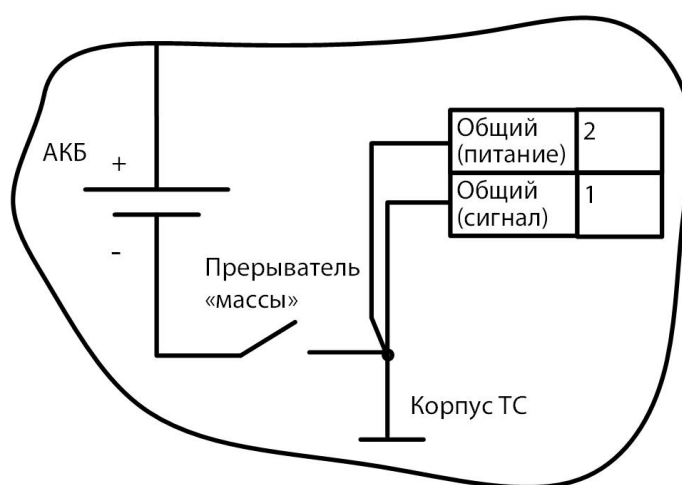 АКБ
+
-
Прерыватель
«массы»
Общий
(питание)
2
Общий
(сигнал)
1
Корпус ТС